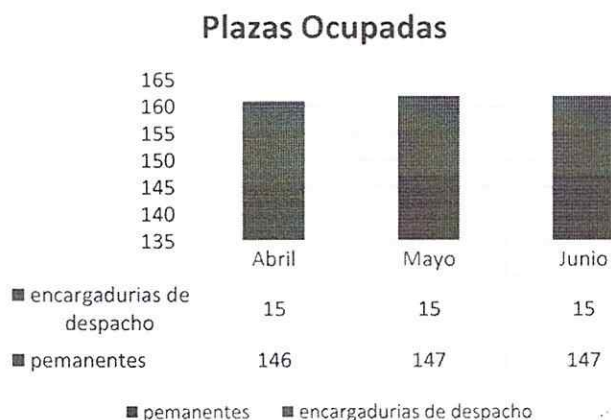 Plazas Ocupadas
165
160
155
150
145
140
135
Abril Mayo Junio
encargadurias de despacho 15 15 15
pemanentes 146 147 147
pemanentes encargadurias de despacho